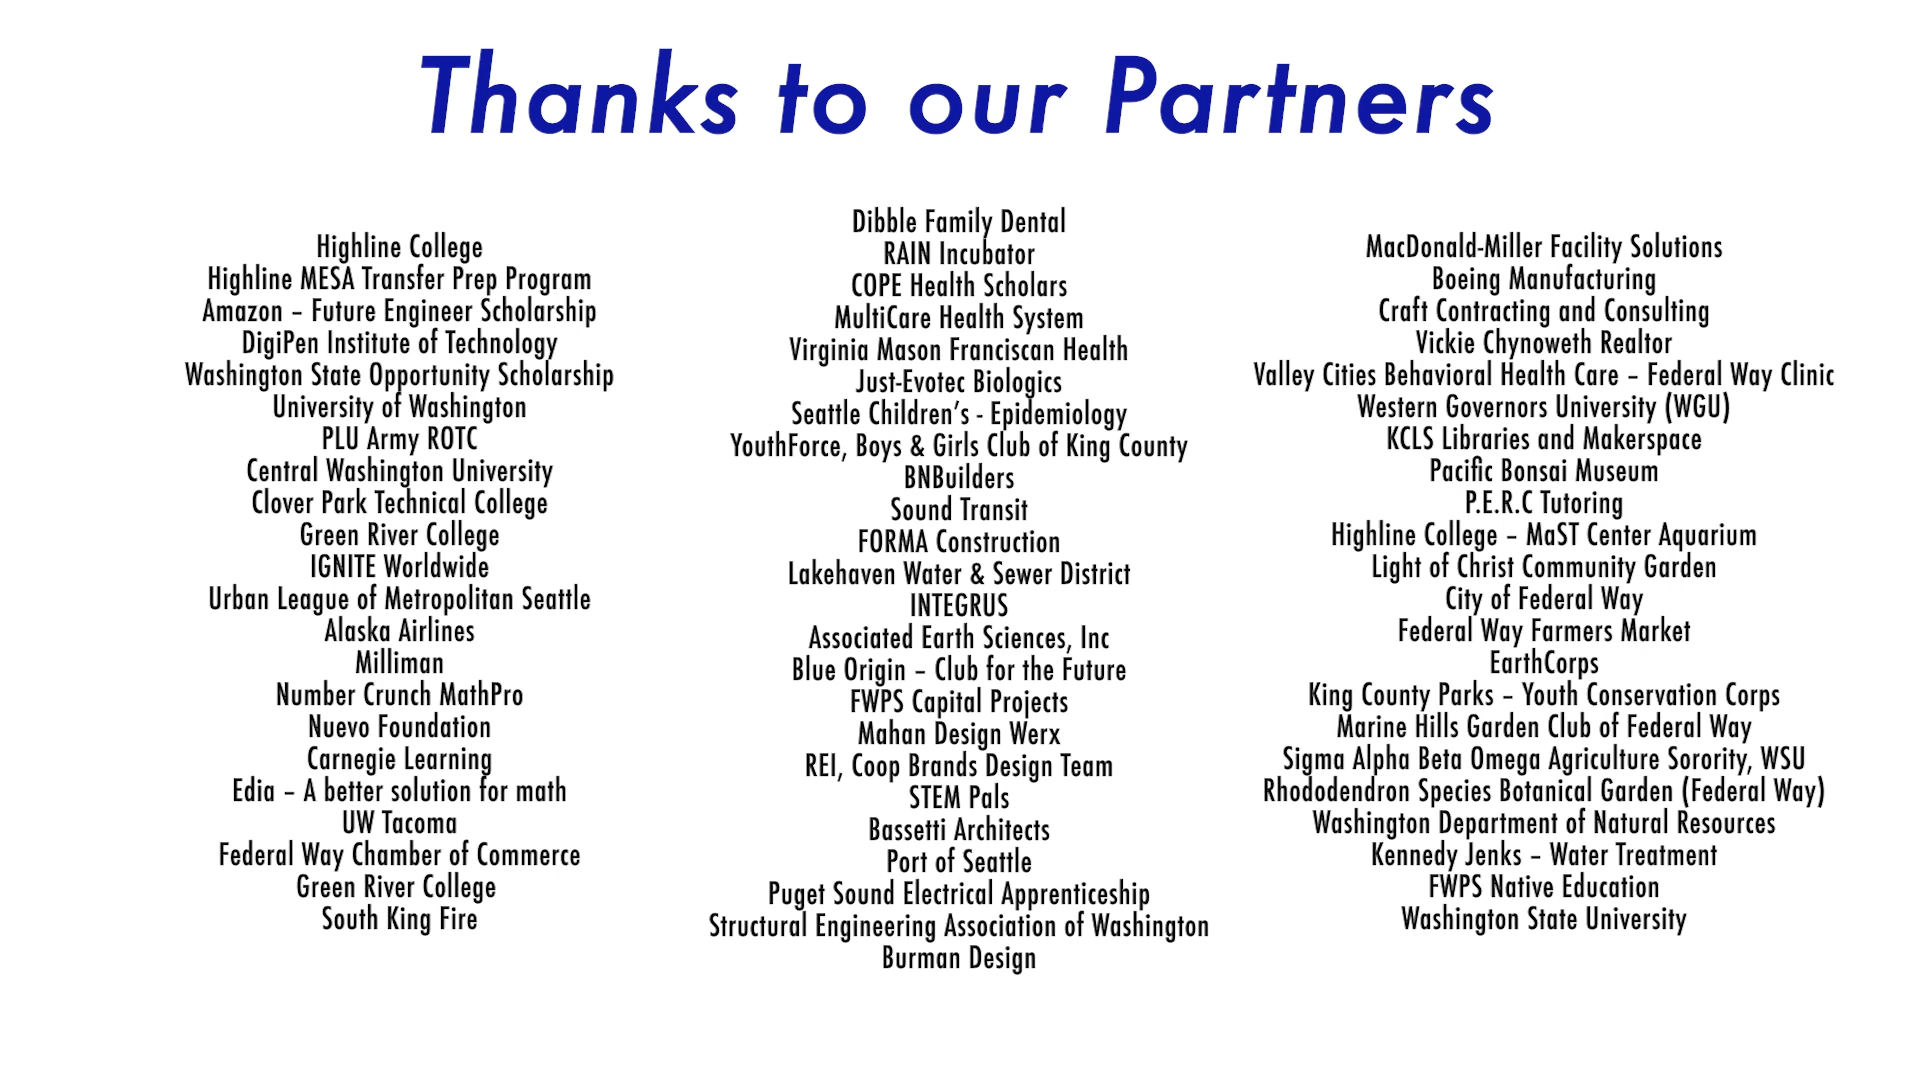 Thanks to our Partners
Highline College
Highline MESA Transfer Prep Program
Amazon – Future Engineer Scholarship
DigiPen Institute of Technology
Washington State Opportunity Scholarship
University of Washington
PLU Army ROTC
Central Washington University
Clover Park Technical College
Green River College
IGNITE Worldwide
Urban League of Metropolitan Seattle
Alaska Airlines
Milliman
Number Crunch MathPro
Nuevo Foundation
Carnegie Learning
Edia – A better solution for math
UW Tacoma
Federal Way Chamber of Commerce
Green River College
South King Fire
Dibble Family Dental
RAIN Incubator
COPE Health Scholars
MultiCare Health System
Virginia Mason Franciscan Health
Just-Evotec Biologics
Seattle Children’s - Epidemiology
YouthForce, Boys & Girls Club of King County
BNBuilders
Sound Transit
FORMA Construction
Lakehaven Water & Sewer District
INTEGRUS
Associated Earth Sciences, Inc
Blue Origin – Club for the Future
FWPS Capital Projects
Mahan Design Werx
REI, Coop Brands Design Team
STEM Pals
Bassetti Architects
Port of Seattle
Puget Sound Electrical Apprenticeship
Structural Engineering Association of Washington
Burman Design
MacDonald-Miller Facility Solutions
Boeing Manufacturing
Craft Contracting and Consulting
Vickie Chynoweth Realtor
Valley Cities Behavioral Health Care – Federal Way Clinic
Western Governors University (WGU)
KCLS Libraries and Makerspace
Pacific Bonsai Museum
P.E.R.C Tutoring
Highline College – MaST Center Aquarium
Light of Christ Community Garden
City of Federal Way
Federal Way Farmers Market
EarthCorps
King County Parks – Youth Conservation Corps
Marine Hills Garden Club of Federal Way
Sigma Alpha Beta Omega Agriculture Sorority, WSU
Rhododendron Species Botanical Garden (Federal Way)
Washington Department of Natural Resources
Kennedy Jenks – Water Treatment
FWPS Native Education
Washington State University